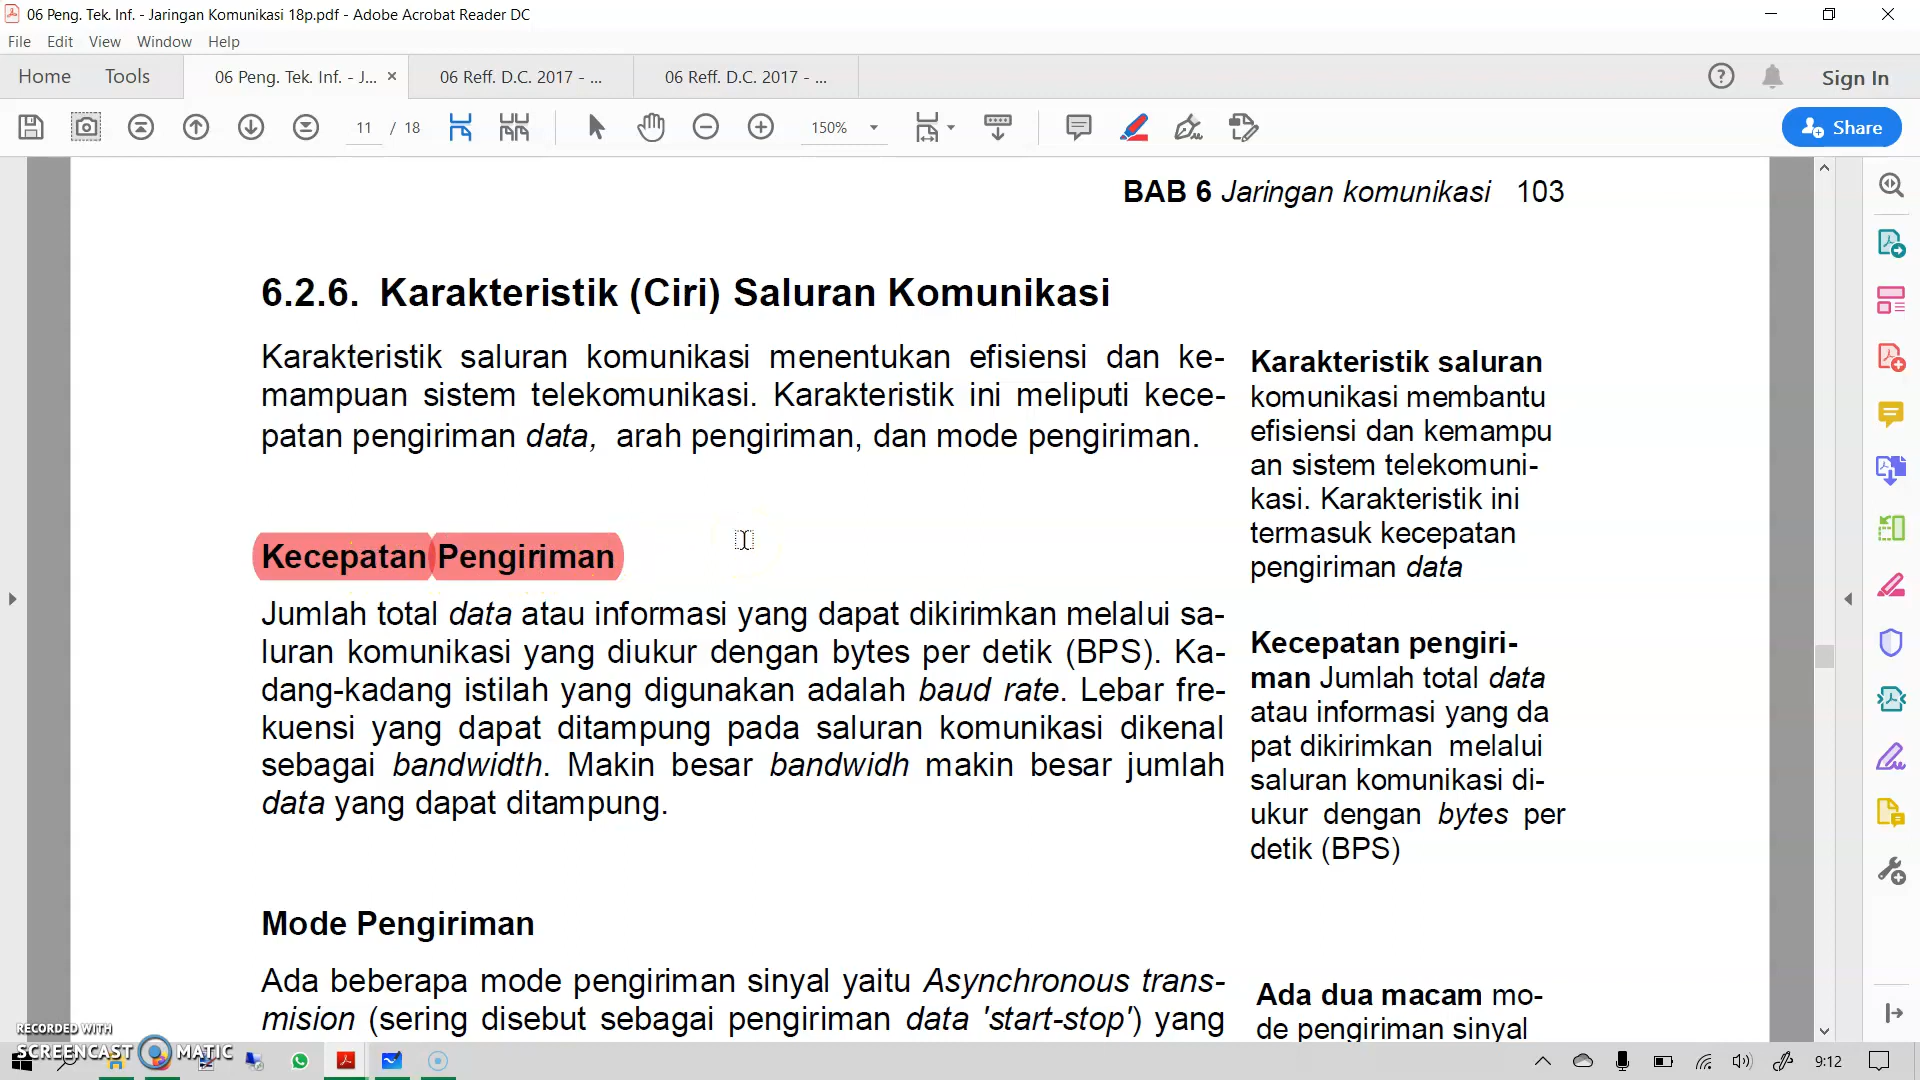 06 Peng. Tek. Inf. - Jaringan Komunikasi 18p.pdf - Adobe Acrobat Reader DC
File Edit View Window Help
Home Tools 06 Peng. Tek. Inf. - J... × 06 Reff. D.C. 2017 - ... 06 Reff. D.C. 2017 - ... Sign In
11 / 18 150% Share
BAB 6 Jaringan komunikasi 103
6.2.6. Karakteristik (Ciri) Saluran Komunikasi
Karakteristik saluran komunikasi menentukan efisiensi dan ke-
mampuan sistem telekomunikasi. Karakteristik ini meliputi kece-
patan pengiriman data, arah pengiriman, dan mode pengiriman.
Kecepatan Pengiriman
Jumlah total data atau informasi yang dapat dikirimkan melalui sa-
luran komunikasi yang diukur dengan bytes per detik (BPS). Ka-
dang-kadang istilah yang digunakan adalah baud rate. Lebar fre-
kuensi yang dapat ditampung pada saluran komunikasi dikenal
sebagai bandwidth. Makin besar bandwidh makin besar jumlah
data yang dapat ditampung.
Mode Pengiriman
Ada beberapa mode pengiriman sinyal yaitu Asynchronous trans-
mision (sering disebut sebagai pengiriman data 'start-stop') yang
Karakteristik saluran
komunikasi membantu
efisiensi dan kemampu
an sistem telekomuni-
kasi. Karakteristik ini
termasuk kecepatan
pengiriman data
Kecepatan pengiri-
man Jumlah total data
atau informasi yang da
pat dikirimkan melalui
saluran komunikasi di-
ukur dengan bytes per
detik (BPS)
Ada dua macam mo-
de pengiriman sinyal
RECORDED WITH
SCREENCAST MATIC
9:12